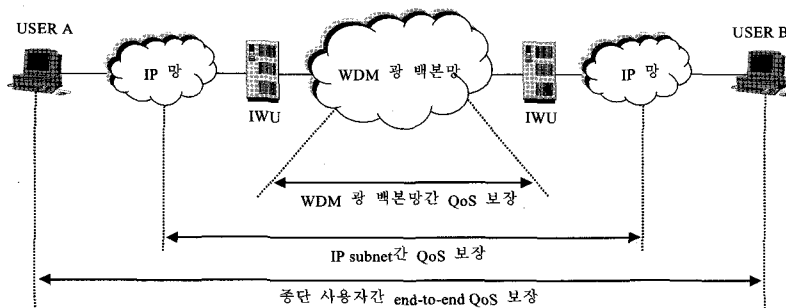 USER A
USER B
IP 망
WDM 광 백본망
IP 망
IWU
IWU
WDM 광 백본망간 QoS 보장
IP subnet간 QoS 보장
종단 사용자간 end-to-end QoS 보장